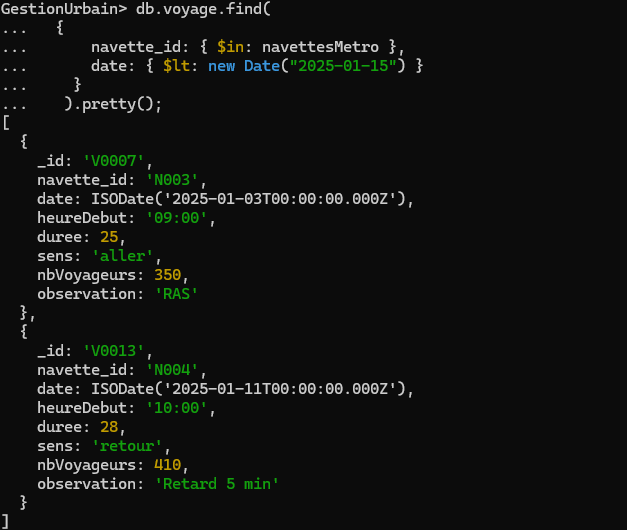 GestionUrbain> db.voyage.find(
...   {
...       navette_id: { $in: navettesMetro },
...       date: { $lt: new Date("2025-01-15") }
...     }
...    ).pretty();
[
  {
    _id: 'V0007',
    navette_id: 'N003',
    date: ISODate('2025-01-03T00:00:00.000Z'),
    heureDebut: '09:00',
    duree: 25,
    sens: 'aller',
    nbVoyageurs: 350,
    observation: 'RAS'
  },
  {
    _id: 'V0013',
    navette_id: 'N004',
    date: ISODate('2025-01-11T00:00:00.000Z'),
    heureDebut: '10:00',
    duree: 28,
    sens: 'retour',
    nbVoyageurs: 410,
    observation: 'Retard 5 min'
  }
]